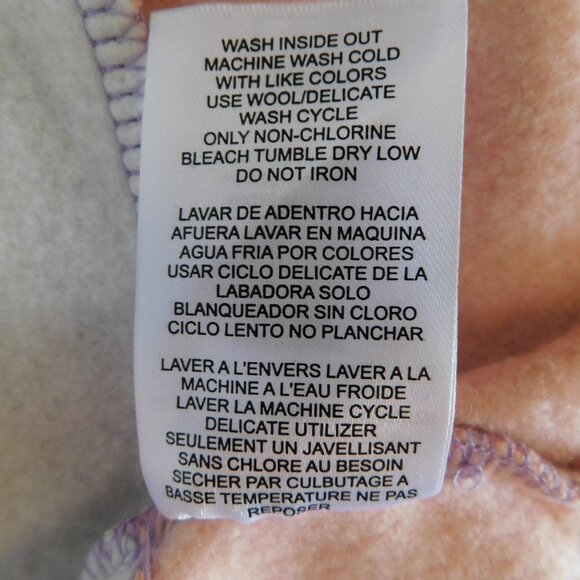 WASH INSIDE OUT
MACHINE WASH COLD
WITH LIKE COLORS
USE WOOL/DELICATE
WASH CYCLE
ONLY NON-CHLORINE
BLEACH TUMBLE DRY LOW
DO NOT IRON
LAVAR DE ADENTRO HACIA
AFUERA LAVAR EN MAQUINA
AGUA FRIA POR COLORES
USAR CICLO DELICATE DE LA
LABADORA SOLO
BLANQUEADOR SIN CLORO
CICLO LENTO NO PLANCHAR
LAVER A L'ENVERS LAVER A LA
MACHINE A L'EAU FROIDE
LAVER LA MACHINE CYCLE
DELICATE UTILIZER
SEULEMENT UN JAVELLISANT
SANS CHLORE AU BESOIN
SECHER PAR CULBUTAGE A
BASSE TEMPERATURE NE PAS
REPOSER